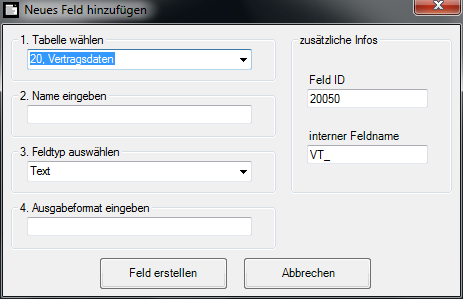 Neues Feld hinzufügen
1. Tabelle wählen
20, Vertragsdaten
2. Name eingeben
3. Feldtyp auswählen
Text
4. Ausgabeformat eingeben
zusätzliche Infos
Feld ID
20050
interner Feldname
VT_
Feld erstellen
Abbrechen